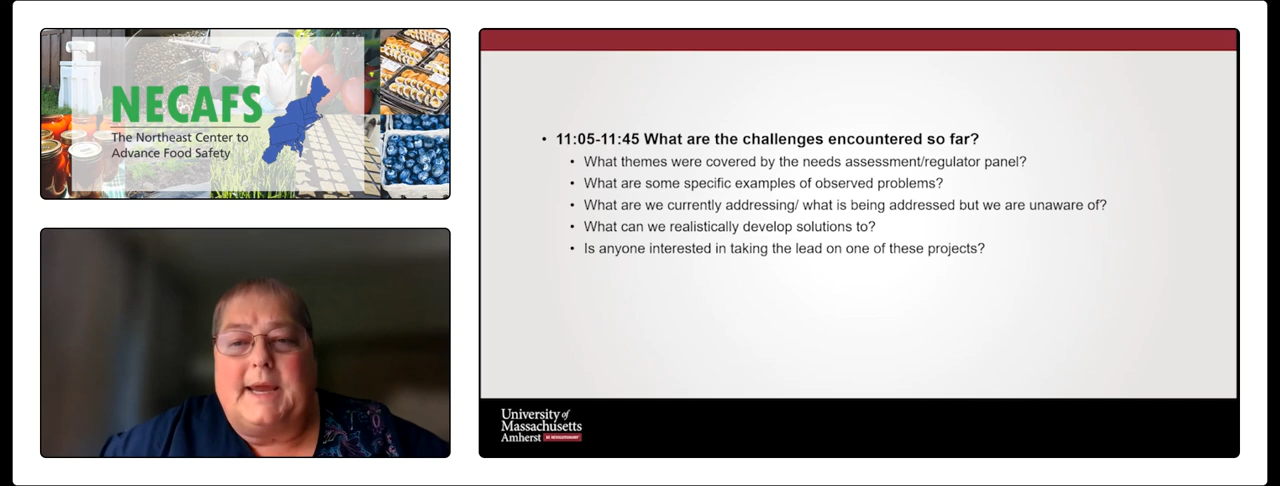 NECAFS
The Northeast Center to
Advance Food Safety
• 11:05-11:45 What are the challenges encountered so far?
• What themes were covered by the needs assessment/regulator panel?
• What are some specific examples of observed problems?
• What are we currently addressing/ what is being addressed but we are unaware of?
• What can we realistically develop solutions to?
• Is anyone interested in taking the lead on one of these projects?
University of
Massachusetts
Amherst BE REVOLUTIONARY